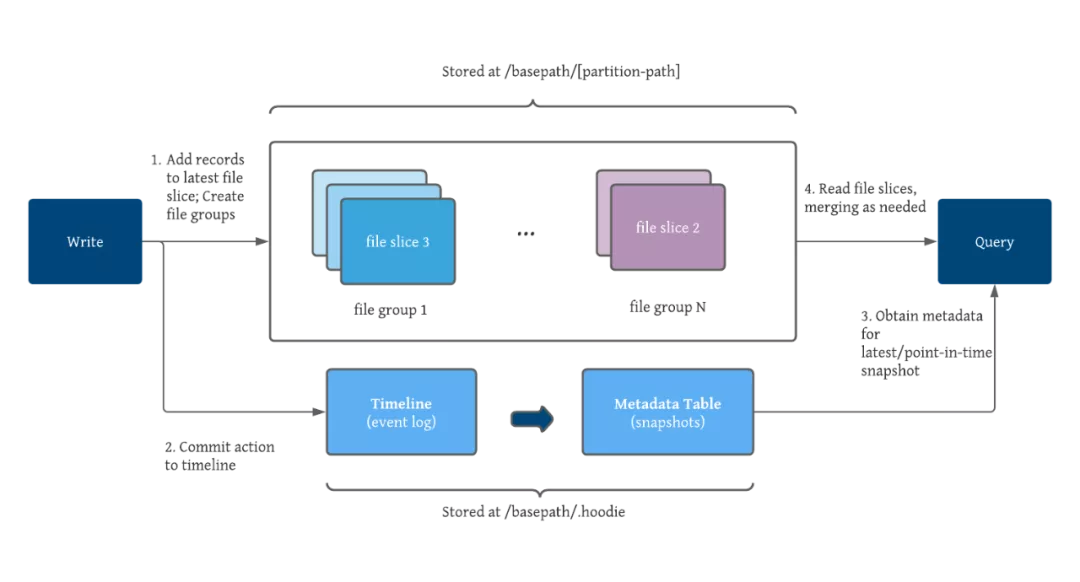 Stored at /basepath/[partition-path]
1. Add records
to latest file
slice; Create
file groups
Write
file slice 3
...
file slice 2
file group 1
file group N
4. Read file slices,
merging as needed
Query
3. Obtain metadata
for
latest/point-in-time
snapshot
2. Commit action
to timeline
Timeline
(event log)
Metadata Table
(snapshots)
Stored at /basepath/.hoodie